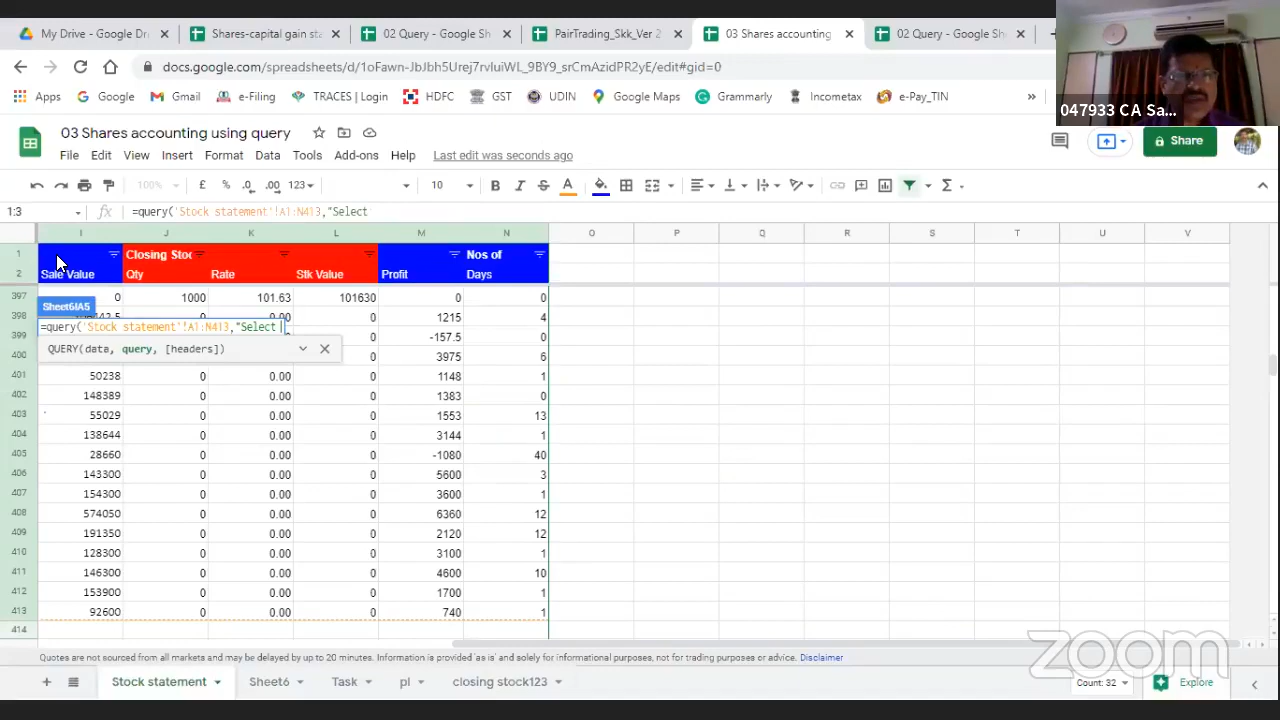 My Drive - Google Dr
Shares-capital gain sta
02 Query - Google She
PairTrading_Skk_Ver 2
03 Shares accounting
02 Query - Google She
docs.google.com/spreadsheets/d/1oFawn-JbJbh5Urej7rvIuiWL_9BY9_srCmAzidPR2yE/edit#gid=0
Apps Google Gmail e-Filing TRACES | Login HDFC GST UDIN Google Maps Grammarly Incometax e-Pay_TIN »
047933 CA Sa...
03 Shares accounting using query
Share
File Edit View Insert Format Data Tools Add-ons Help Last edit was seconds ago
100% £ % .0 .00 123 10 B I S A Σ
1:3 fx =query('Stock statement'!A1:N413,"Select
I J K L M N O P Q R S T U V
1 Closing Stoc Nos of
2 Sale Value Qty Rate Stk Value Profit Days
397 0 1000 101.63 101630 0 0
Sheet6!A5
398 0 1215 4
=query('Stock statement'!A1:N413,"Select
399 0 -157.5 0
QUERY(data, query, [headers])
400 0 3975 6
401 50238 0 0.00 0 1148 1
402 148389 0 0.00 0 1383 0
403 55029 0 0.00 0 1553 13
404 138644 0 0.00 0 3144 1
405 28660 0 0.00 0 -1080 40
406 143300 0 0.00 0 5600 3
407 154300 0 0.00 0 3600 1
408 574050 0 0.00 0 6360 12
409 191350 0 0.00 0 2120 12
410 128300 0 0.00 0 3100 1
411 146300 0 0.00 0 4600 10
412 153900 0 0.00 0 1700 1
413 92600 0 0.00 0 740 1
414
zoom
Quotes are not sourced from all markets and may be delayed by up to 20 minutes. Information is provided 'as is' and solely for informational purposes, not for trading purposes or advice. Disclaimer
+ Stock statement Sheet6 Task pl closing stock123 Count: 32 Explore